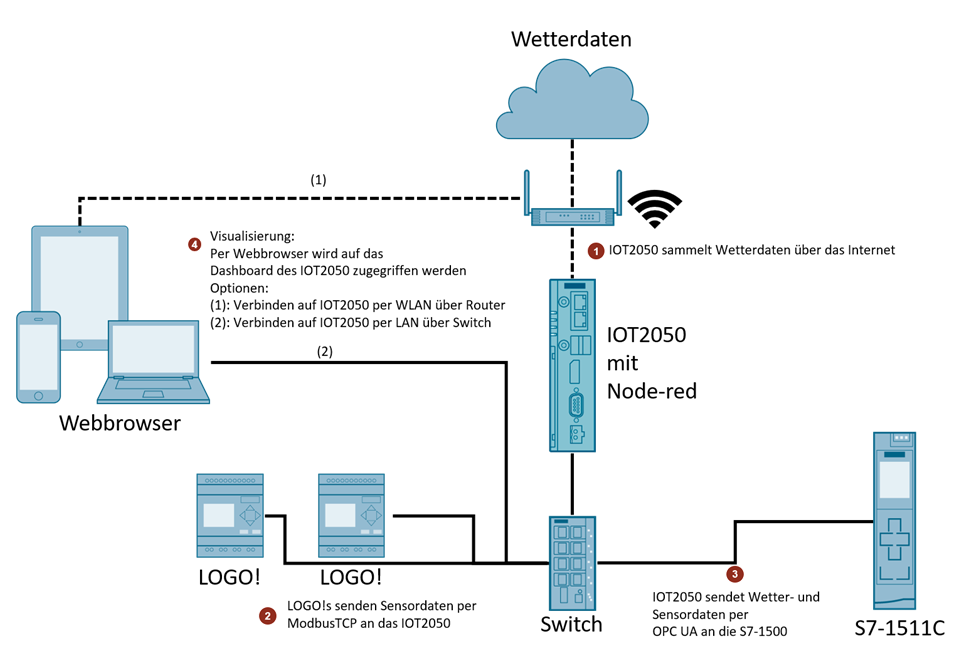 Wetterdaten
(1)
1 IOT2050 sammelt Wetterdaten über das Internet
4 Visualisierung:
Per Webbrowser wird auf das
Dashboard des IOT2050 zugegriffen werden
Optionen:
(1): Verbinden auf IOT2050 per WLAN über Router
(2): Verbinden auf IOT2050 per LAN über Switch
(2)
IOT2050
mit
Node-red
Webbrowser
LOGO!
LOGO!
2 LOGO!s senden Sensordaten per
ModbusTCP an das IOT2050
Switch
3
IOT2050 sendet Wetter- und
Sensordaten per
OPC UA an die S7-1500
S7-1511C